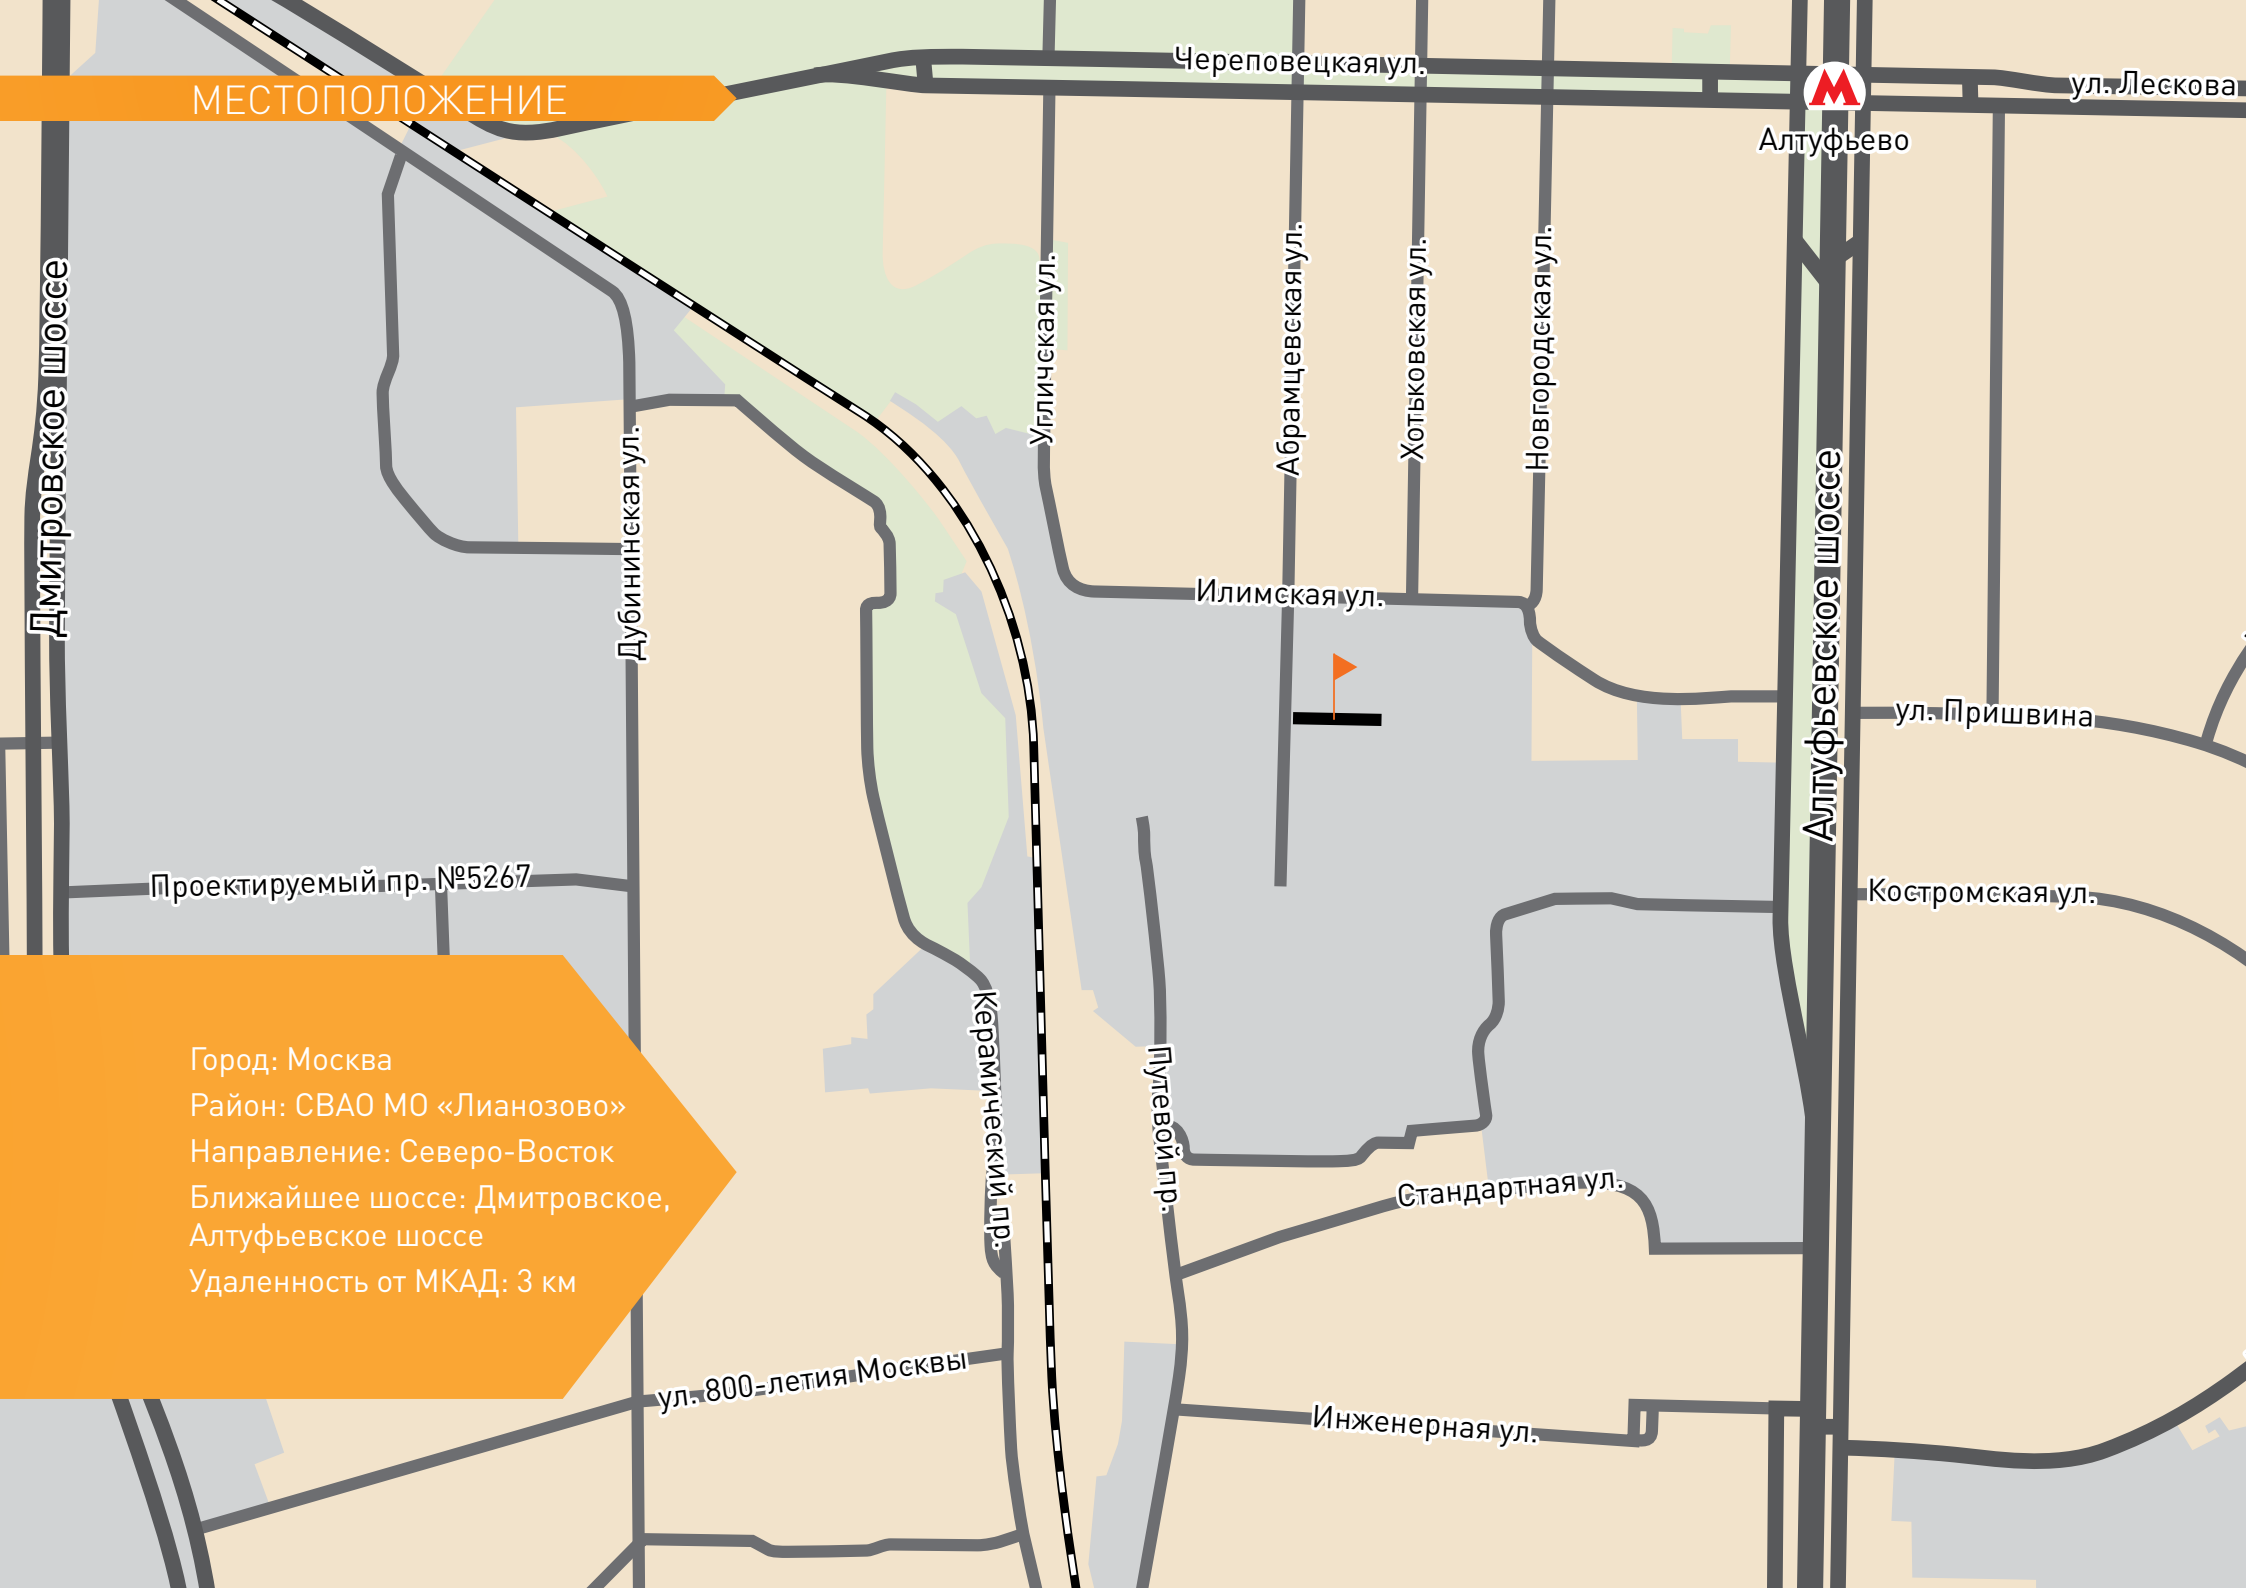 Череповецкая ул.
ул. Лескова
МЕСТОПОЛОЖЕНИЕ
М
Алтуфьево
Дмитровское шоссе
Дубнинская ул.
Угличская ул.
Абрамцевская ул.
Хотьковская ул.
Новгородская ул.
Алтуфьевское шоссе
Илимская ул.
ул. Пришвина
Проектируемый пр. №5267
Костромская ул.
Керамический пр.
Путевой пр.
Город: Москва
Район: СВАО МО «Лианозово»
Направление: Северо-Восток
Ближайшее шоссе: Дмитровское,
Алтуфьевское шоссе
Удаленность от МКАД: 3 км
Стандартная ул.
ул. 800-летия Москвы
Инженерная ул.